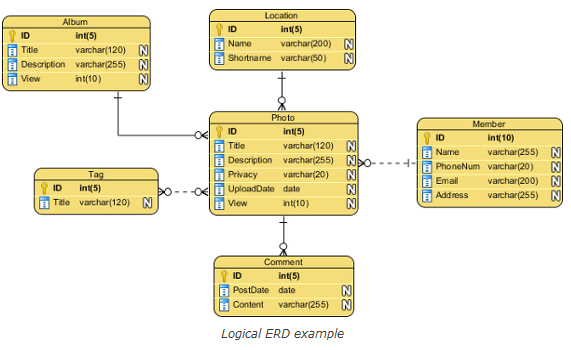 Album
ID int(5)
Title varchar(120) N
Description varchar(255) N
View int(10) N
Location
ID int(5)
Name varchar(200) N
Shortname varchar(50) N
Photo
ID int(5)
Title varchar(120) N
Description varchar(255) N
Privacy varchar(20) N
UploadDate date N
View int(10) N
Member
ID int(10)
Name varchar(255) N
PhoneNum varchar(20) N
Email varchar(200) N
Address varchar(255) N
Tag
ID int(5)
Title varchar(120) N
Comment
ID int(5)
PostDate date N
Content varchar(255) N
Logical ERD example